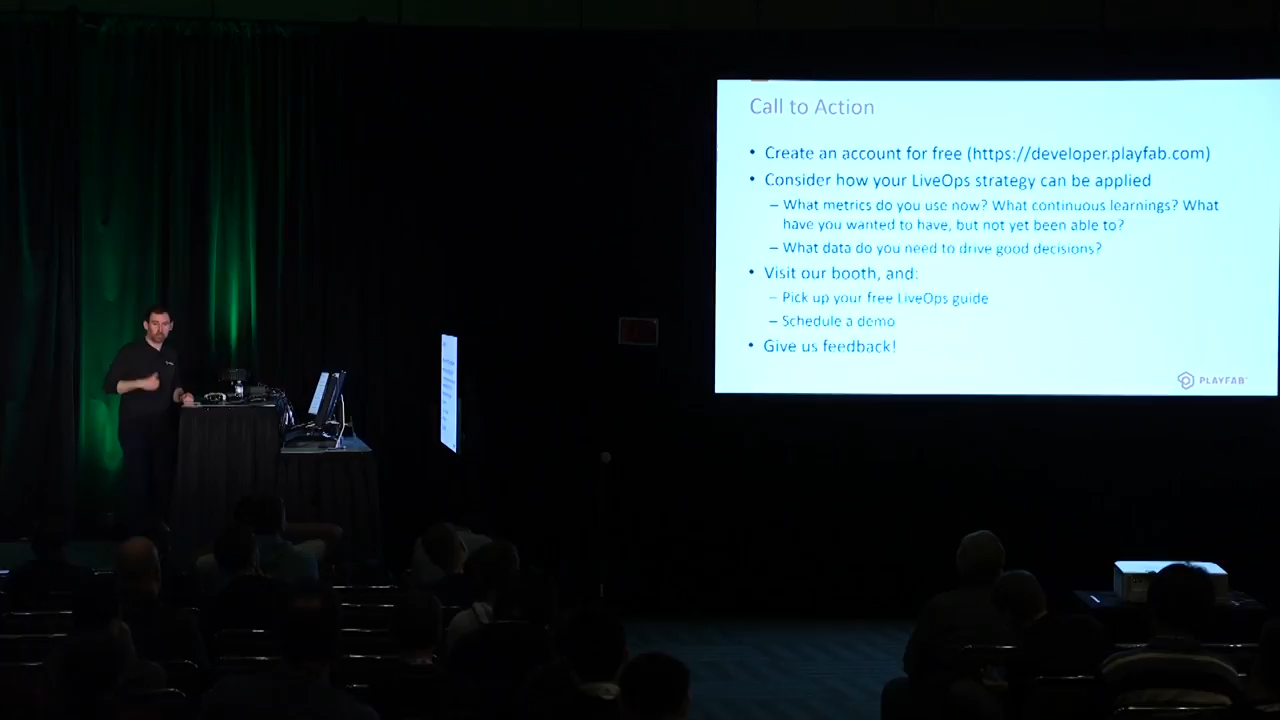 Call to Action
• Create an account for free (https://developer.playfab.com)
• Consider how your LiveOps strategy can be applied
– What metrics do you use now? What continuous learnings? What
have you wanted to have, but not yet been able to?
– What data do you need to drive good decisions?
• Visit our booth, and:
– Pick up your free LiveOps guide
– Schedule a demo
• Give us feedback!
PLAYFAB